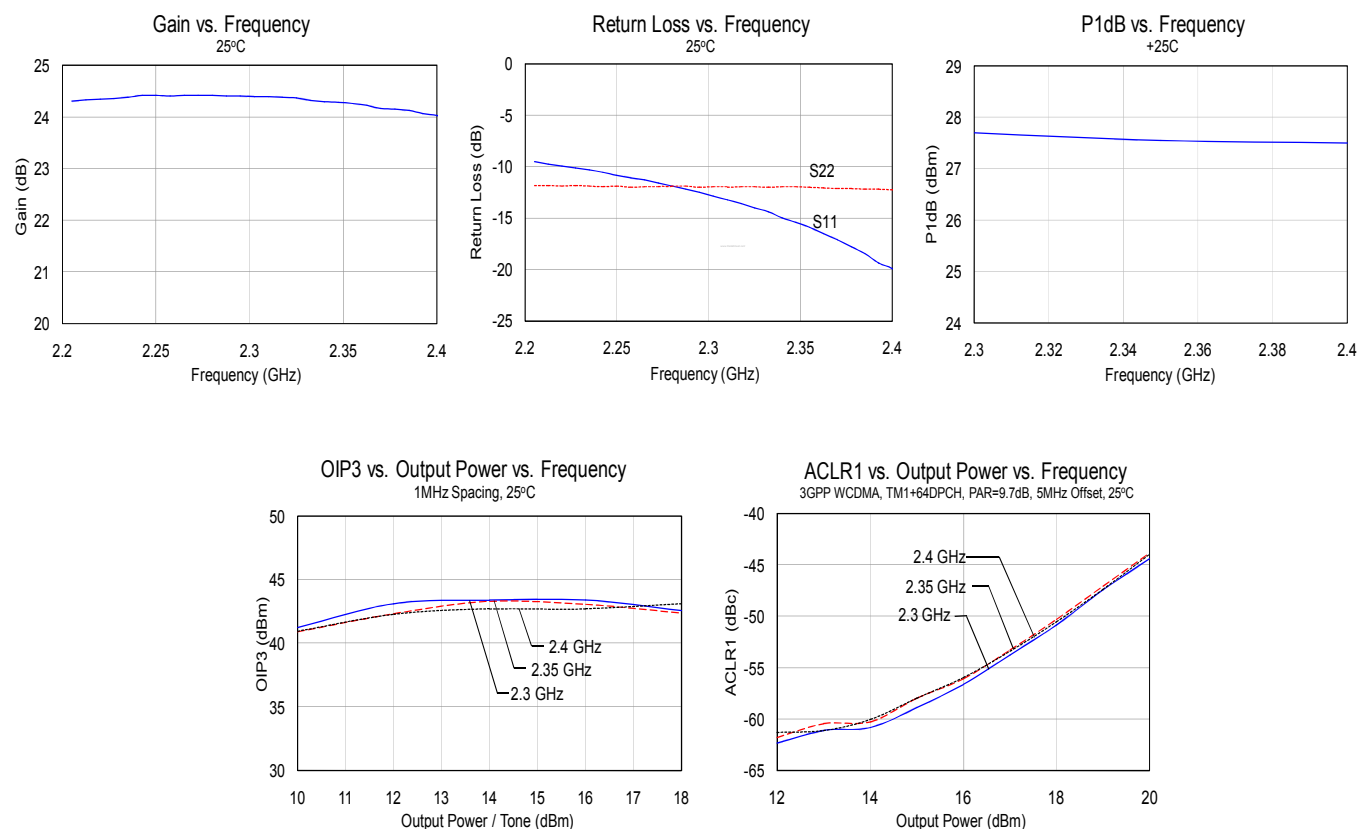 Gain vs. Frequency
25ºC
Gain (dB)
25
24
23
22
21
20
2.2 2.25 2.3 2.35 2.4
Frequency (GHz)
Return Loss vs. Frequency
25ºC
Return Loss (dB)
0
-5
-10
-15
-20
-25
S22
S11
2.2 2.25 2.3 2.35 2.4
Frequency (GHz)
P1dB vs. Frequency
+25C
P1dB (dBm)
29
28
27
26
25
24
2.3 2.32 2.34 2.36 2.38 2.4
Frequency (GHz)
OIP3 vs. Output Power vs. Frequency
1MHz Spacing, 25ºC
OIP3 (dBm)
50
45
40
35
30
2.4 GHz
2.35 GHz
2.3 GHz
10 11 12 13 14 15 16 17 18
Output Power / Tone (dBm)
ACLR1 vs. Output Power vs. Frequency
3GPP WCDMA, TM1+64DPCH, PAR=9.7dB, 5MHz Offset, 25ºC
ACLR1 (dBc)
-40
-45
-50
-55
-60
-65
2.4 GHz
2.35 GHz
2.3 GHz
12 14 16 18 20
Output Power (dBm)